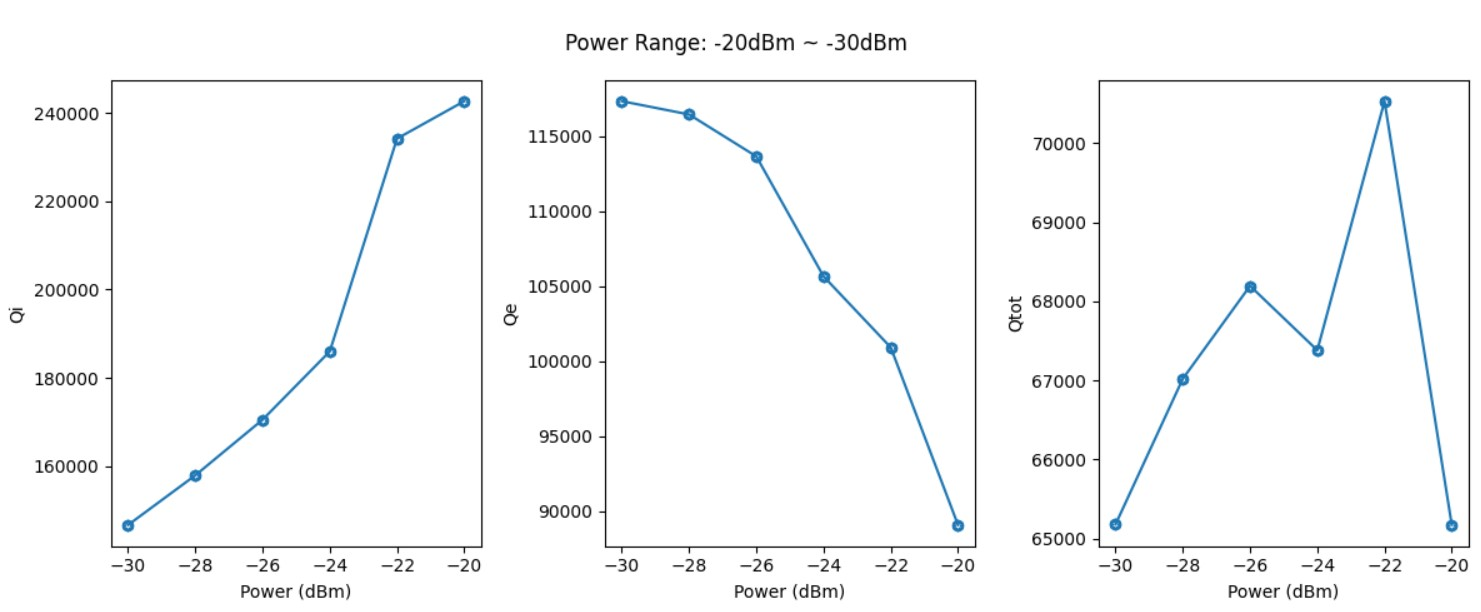 Power Range: -20dBm ~ -30dBm
240000
220000
200000
180000
160000
Qi
−30 −28 −26 −24 −22 −20
Power (dBm)
115000
110000
105000
100000
95000
90000
Qe
−30 −28 −26 −24 −22 −20
Power (dBm)
70000
69000
68000
67000
66000
65000
Qtot
−30 −28 −26 −24 −22 −20
Power (dBm)